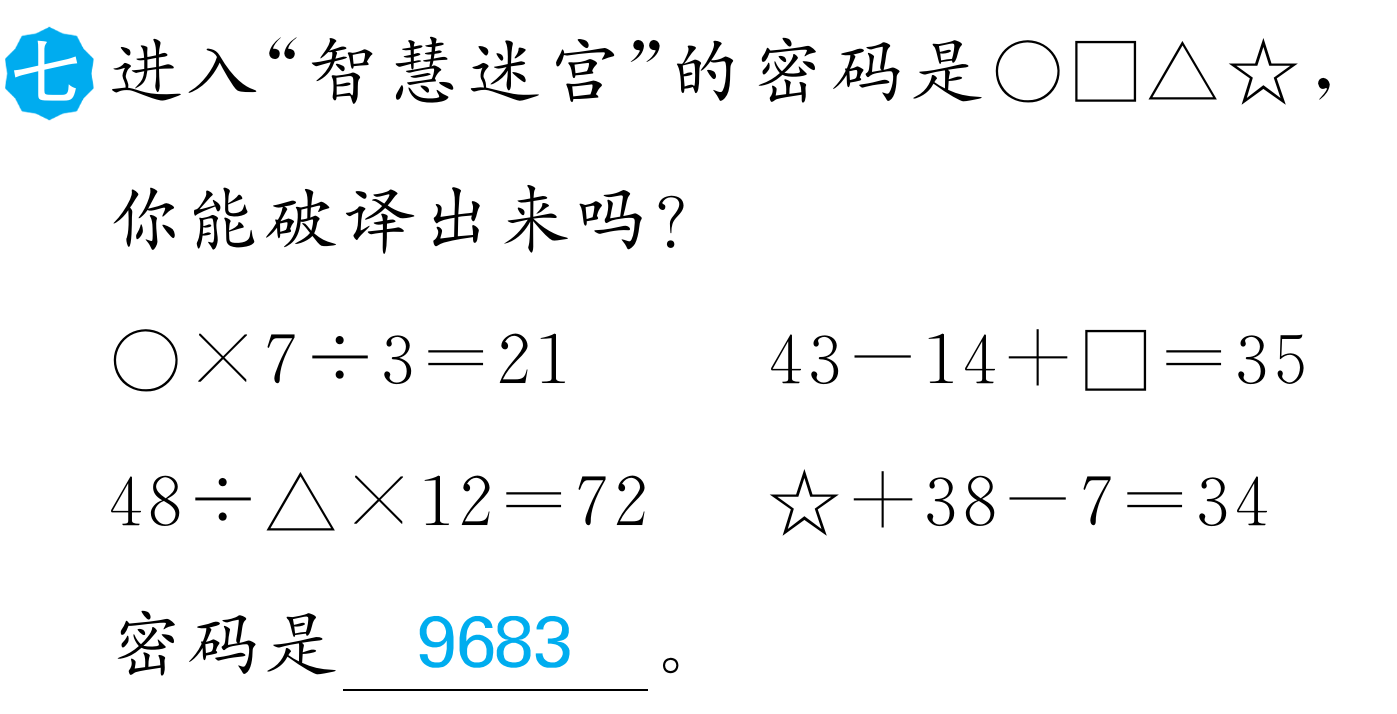 七 进入“智慧迷宫”的密码是○□△☆，
你能破译出来吗？
○×7÷3=21 43-14+□=35
48÷△×12=72 ☆+38-7=34
密码是 9683 。